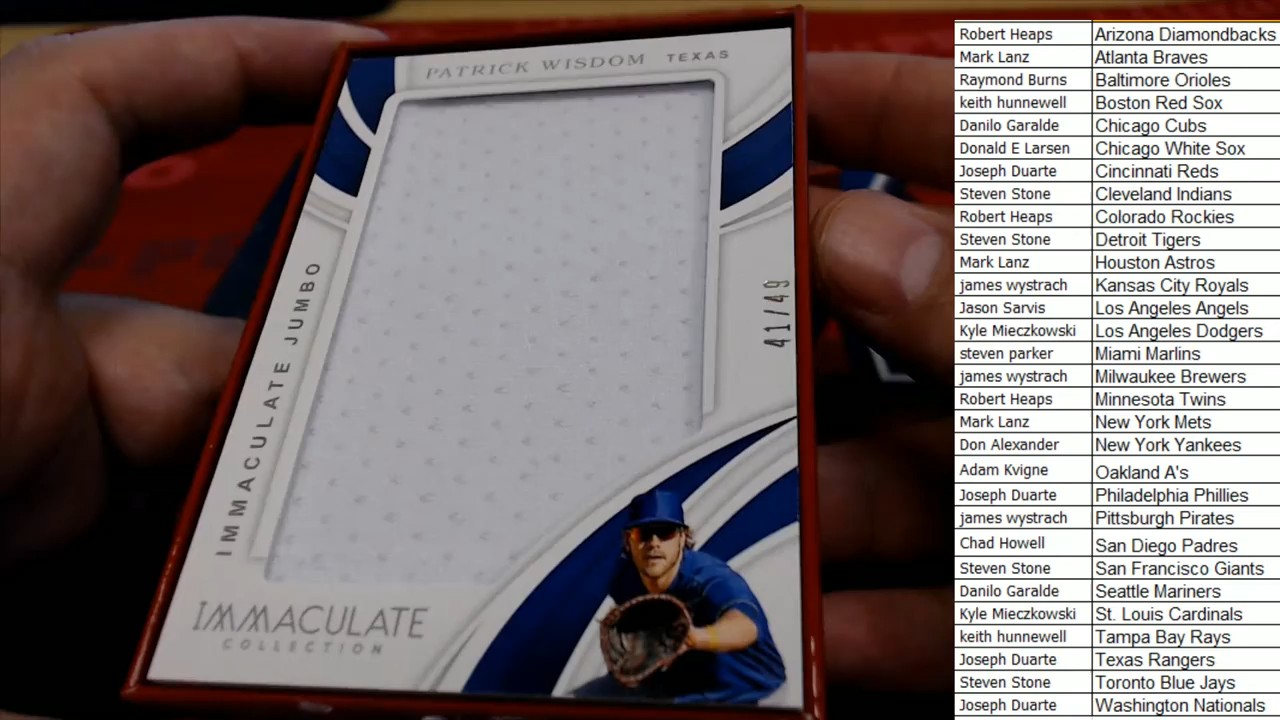 PATRICK WISDOM TEXAS
IMMACULATE JUMBO
41/49
IMMACULATE
COLLECTION
Robert Heaps Arizona Diamondbacks
Mark Lanz Atlanta Braves
Raymond Burns Baltimore Orioles
keith hunnewell Boston Red Sox
Danilo Garalde Chicago Cubs
Donald E Larsen Chicago White Sox
Joseph Duarte Cincinnati Reds
Steven Stone Cleveland Indians
Robert Heaps Colorado Rockies
Steven Stone Detroit Tigers
Mark Lanz Houston Astros
james wystrach Kansas City Royals
Jason Sarvis Los Angeles Angels
Kyle Mieczkowski Los Angeles Dodgers
steven parker Miami Marlins
james wystrach Milwaukee Brewers
Robert Heaps Minnesota Twins
Mark Lanz New York Mets
Don Alexander New York Yankees
Adam Kvigne Oakland A's
Joseph Duarte Philadelphia Phillies
james wystrach Pittsburgh Pirates
Chad Howell San Diego Padres
Steven Stone San Francisco Giants
Danilo Garalde Seattle Mariners
Kyle Mieczkowski St. Louis Cardinals
keith hunnewell Tampa Bay Rays
Joseph Duarte Texas Rangers
Steven Stone Toronto Blue Jays
Joseph Duarte Washington Nationals